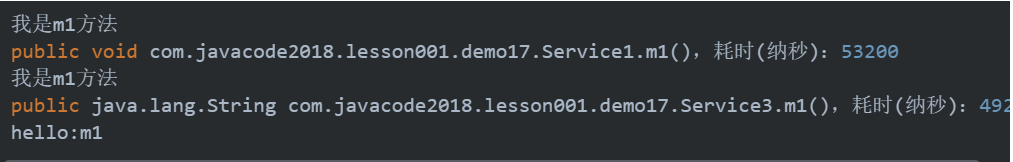 我是m1方法
public void com.javacode2018.lesson001.demo17.Service1.m1()，耗时(纳秒)：53200
我是m1方法
public java.lang.String com.javacode2018.lesson001.demo17.Service3.m1()，耗时(纳秒)：492
hello:m1